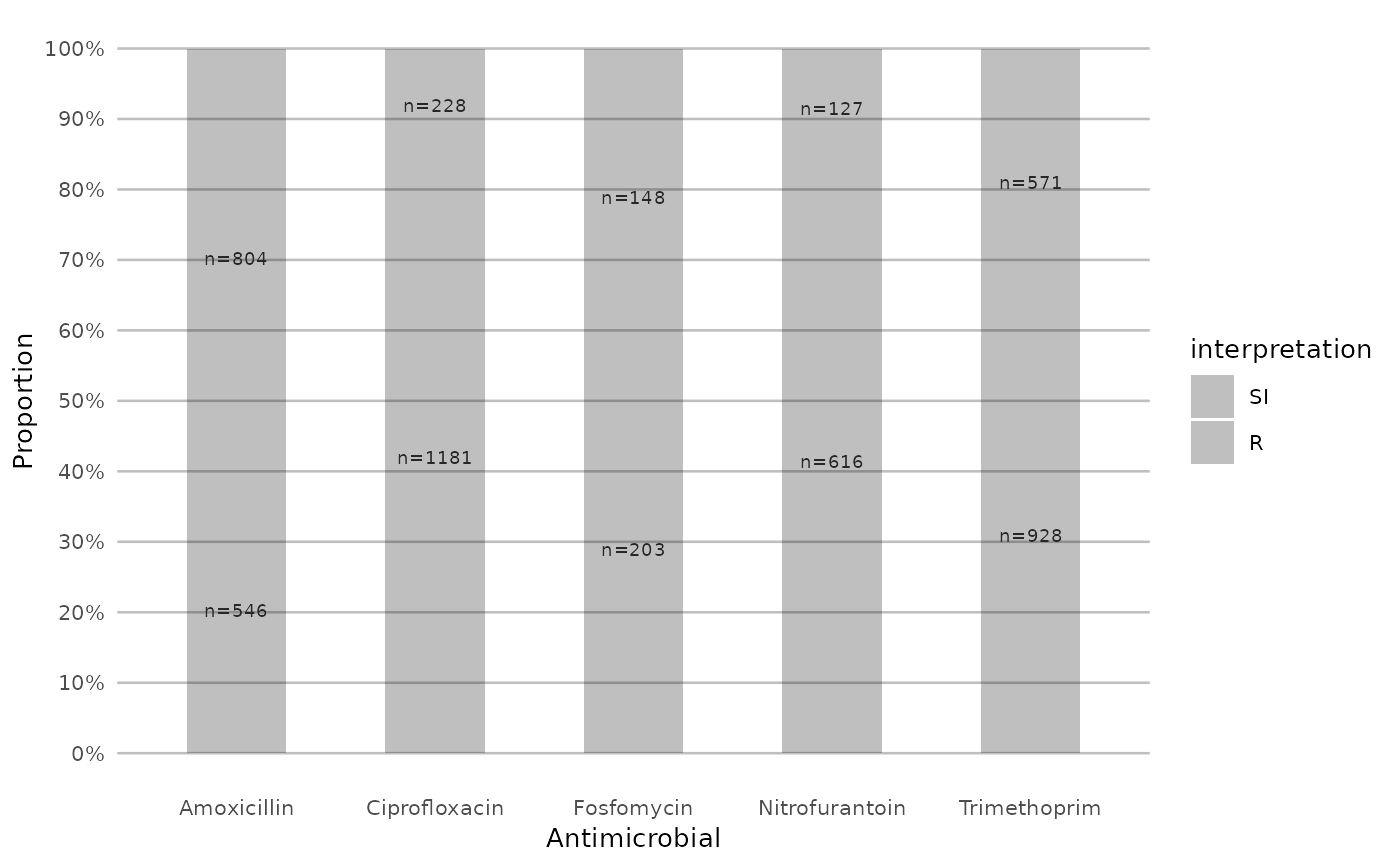 100%
90%
80%
70%
60%
50%
40%
30%
20%
10%
0%
Proportion
n=804
n=546
n=228
n=1181
n=148
n=203
n=127
n=616
n=571
n=928
Amoxicillin
Ciprofloxacin
Fosfomycin
Nitrofurantoin
Trimethoprim
Antimicrobial
interpretation
SI
R